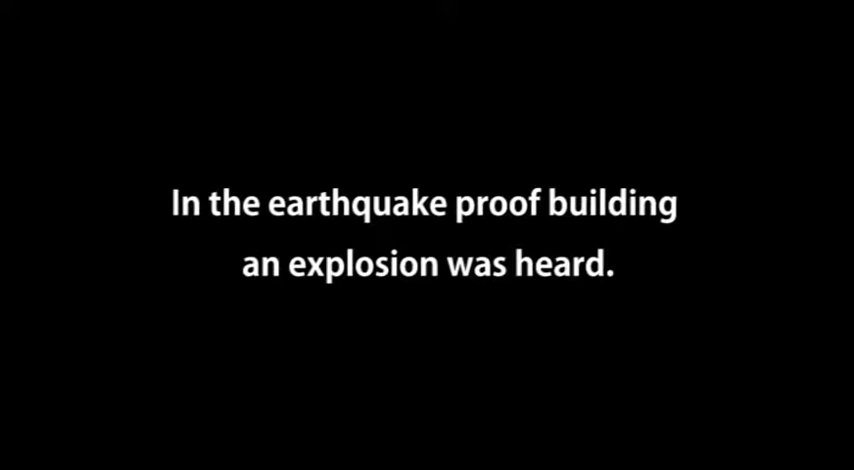 In the earthquake proof building
an explosion was heard.